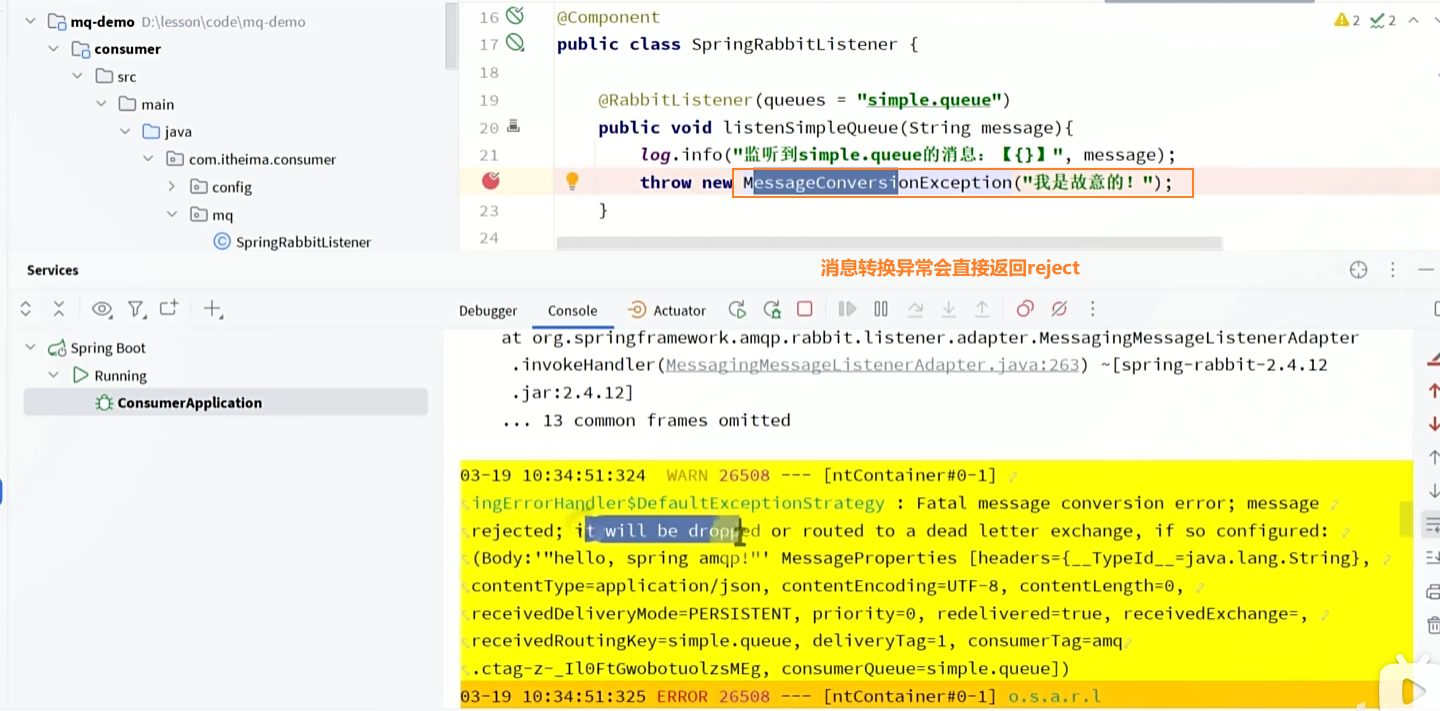 mq-demo D:\lesson\code\mq-demo
consumer
src
main
java
com.itheima.consumer
config
mq
SpringRabbitListener
16 @Component
17 public class SpringRabbitListener {
18
19 @RabbitListener(queues = "simple.queue")
20 public void listenSimpleQueue(String message){
21 log.info("监听到simple.queue的消息：【{}】", message);
throw new MessageConversionException("我是故意的！");
23 }
24
2 2
消息转换异常会直接返回reject
Services
Debugger Console Actuator
Spring Boot
Running
ConsumerApplication
at org.springframework.amqp.rabbit.listener.adapter.MessagingMessageListenerAdapter
.invokeHandler(MessagingMessageListenerAdapter.java:263) ~[spring-rabbit-2.4.12
.jar:2.4.12]
... 13 common frames omitted
03-19 10:34:51:324 WARN 26508 --- [ntContainer#0-1]
ingErrorHandler$DefaultExceptionStrategy : Fatal message conversion error; message
rejected; it will be dropped or routed to a dead letter exchange, if so configured:
(Body:'"hello, spring amqp!"' MessageProperties [headers={__TypeId__=java.lang.String},
contentType=application/json, contentEncoding=UTF-8, contentLength=0,
receivedDeliveryMode=PERSISTENT, priority=0, redelivered=true, receivedExchange=,
receivedRoutingKey=simple.queue, deliveryTag=1, consumerTag=amq
.ctag-z-_Il0FtGwobotuolzsMEg, consumerQueue=simple.queue])
03-19 10:34:51:325 ERROR 26508 --- [ntContainer#0-1] o.s.a.r.l